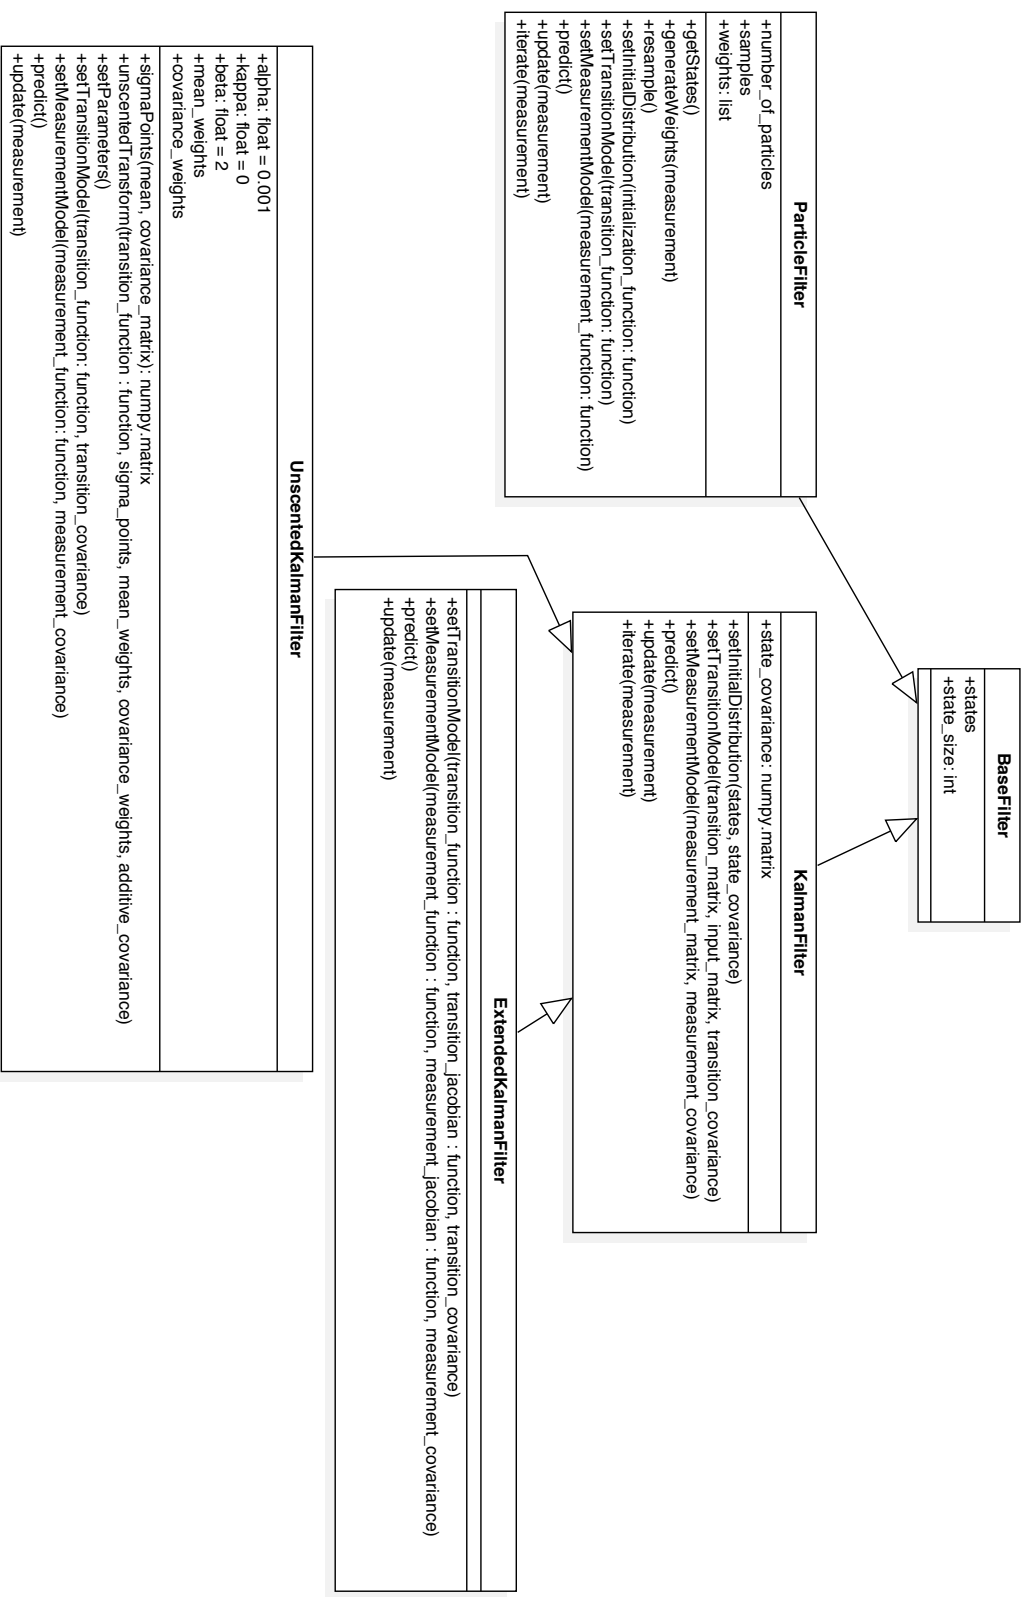 BaseFilter
+states
+state_size: int
ParticleFilter
+number_of_particles
+samples
+weights: list
+getStates()
+generateWeights(measurement)
+resample()
+setInitialDistribution(intialization_function: function)
+setTransitionModel(transition_function: function)
+setMeasurementModel(measurement_function: function)
+predict()
+update(measurement)
+iterate(measurement)
KalmanFilter
+state_covariance: numpy.matrix
+setInitialDistribution(states, state_covariance)
+setTransitionModel(transition_matrix, input_matrix, transition_covariance)
+setMeasurementModel(measurement_matrix, measurement_covariance)
+predict()
+update(measurement)
+iterate(measurement)
ExtendedKalmanFilter
+setTransitionModel(transition_function : function, transition_jacobian : function, transition_covariance)
+setMeasurementModel(measurement_function : function, measurement_jacobian : function, measurement_covariance)
+predict()
+update(measurement)
UnscentedKalmanFilter
+alpha: float = 0.001
+kappa: float = 0
+beta: float = 2
+mean_weights
+covariance_weights
+sigmaPoints(mean, covariance_matrix): numpy.matrix
+unscentedTransform(transition_function : function, sigma_points, mean_weights, covariance_weights, additive_covariance)
+setParameters()
+setTransitionModel(transition_function: function, transition_covariance)
+setMeasurementModel(measurement_function: function, measurement_covariance)
+predict()
+update(measurement)